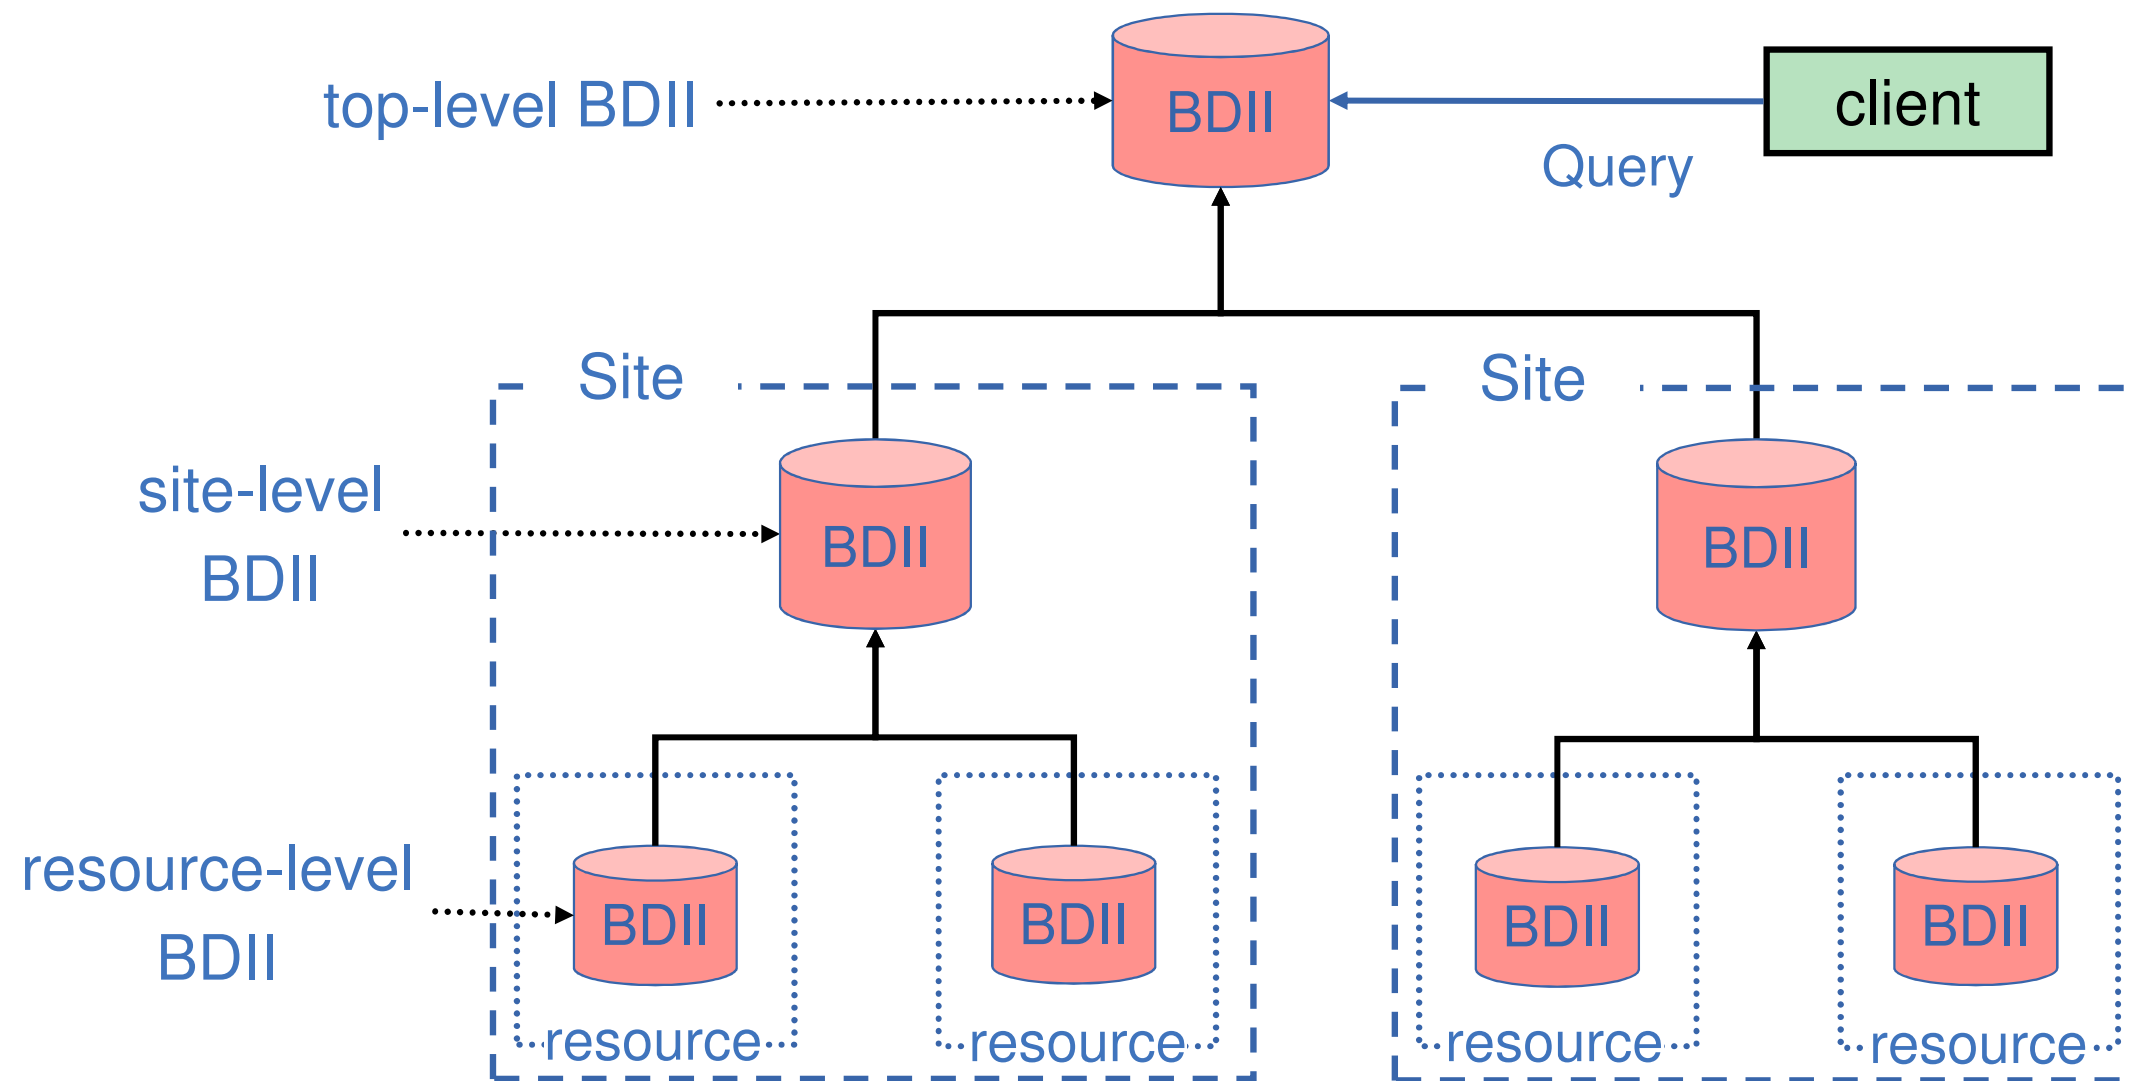 top-level BDII
BDII
client
Query
Site
Site
site-level
BDII
BDII
BDII
resource-level
BDII
BDII
BDII
BDII
BDII
resource
resource
resource
resource